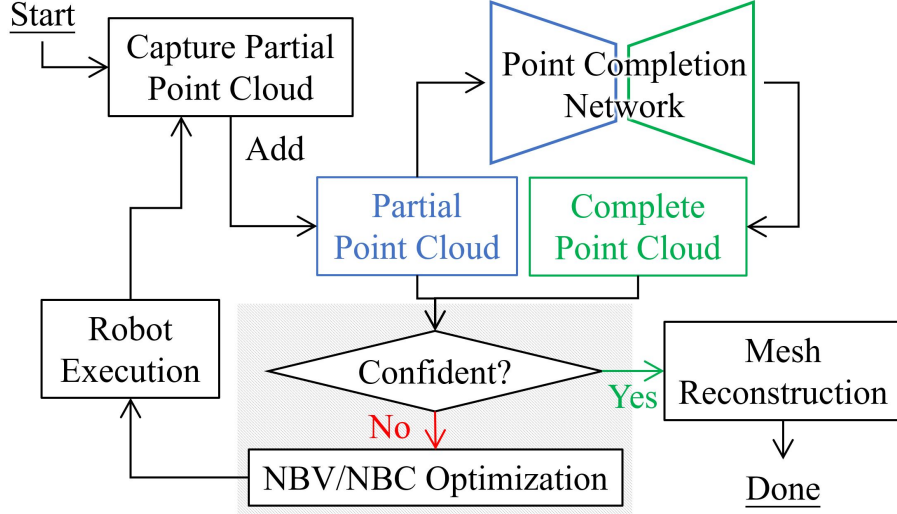 Start
Capture Partial
Point Cloud
Add
Point Completion
Network
Partial
Point Cloud
Complete
Point Cloud
Robot
Execution
Confident?
Yes
No
Mesh
Reconstruction
NBV/NBC Optimization
Done